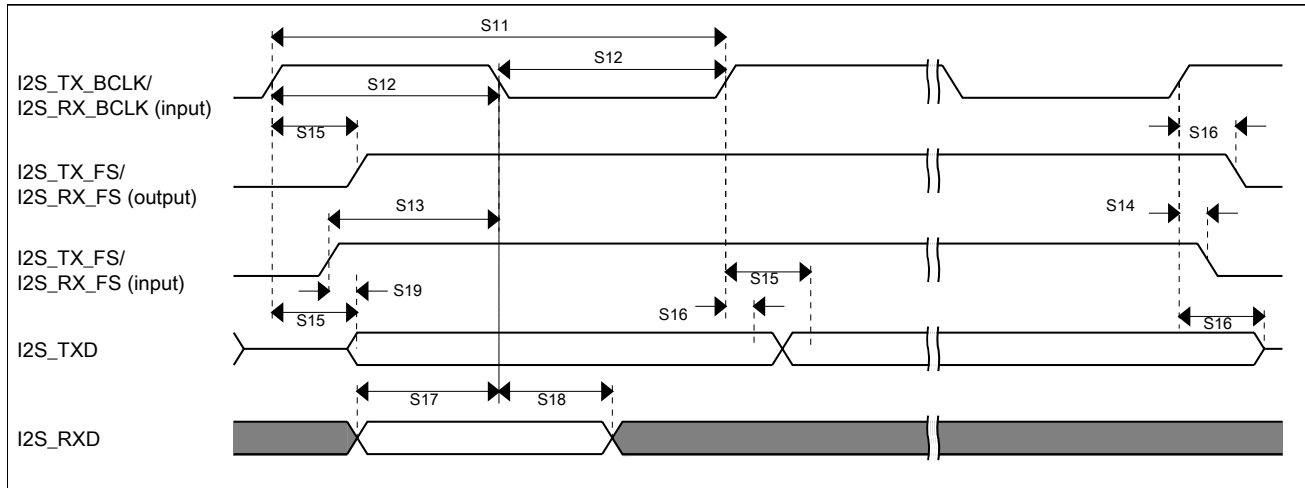 S11
I2S_TX_BCLK/
I2S_RX_BCLK (input)
S12
S12
S15
S16
I2S_TX_FS/
I2S_RX_FS (output)
S13
S14
I2S_TX_FS/
I2S_RX_FS (input)
S19
S15
S15
S16
S16
I2S_TXD
S17
S18
I2S_RXD